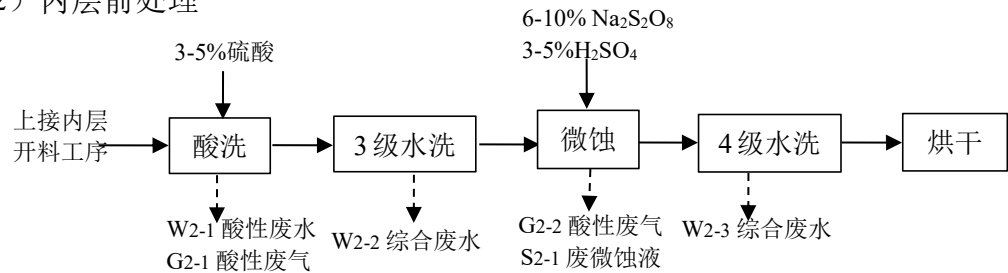 2）内层前处理
6-10% Na₂S₂O₈
3-5%硫酸
3-5%H₂SO₄
上接内层
开料工序
酸洗
3级水洗
微蚀
4级水洗
烘干
W2-1 酸性废水
G2-1 酸性废气
W2-2 综合废水
G2-2 酸性废气
S2-1 废微蚀液
W2-3 综合废水